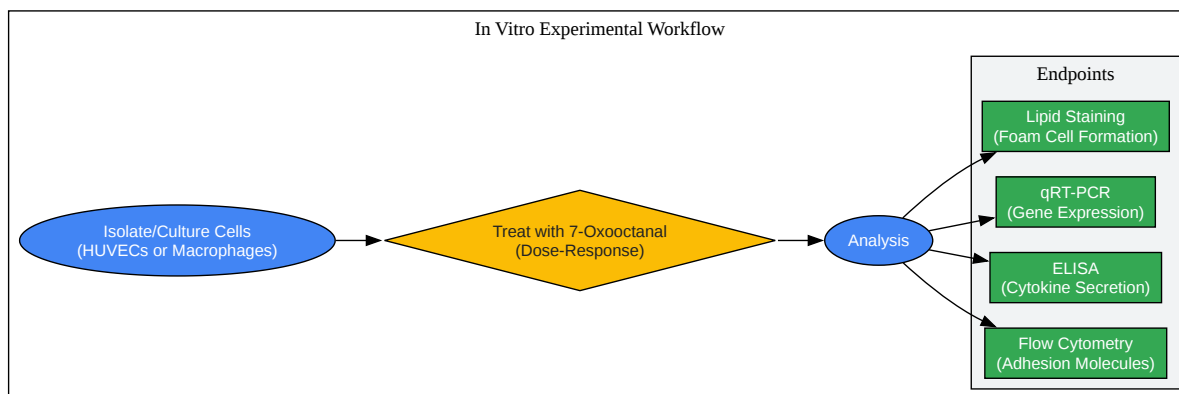 In Vitro Experimental Workflow
Isolate/Culture Cells
(HUVECs or Macrophages)
Treat with 7-Oxooctanal
(Dose-Response)
Analysis
Endpoints
Lipid Staining
(Foam Cell Formation)
qRT-PCR
(Gene Expression)
ELISA
(Cytokine Secretion)
Flow Cytometry
(Adhesion Molecules)